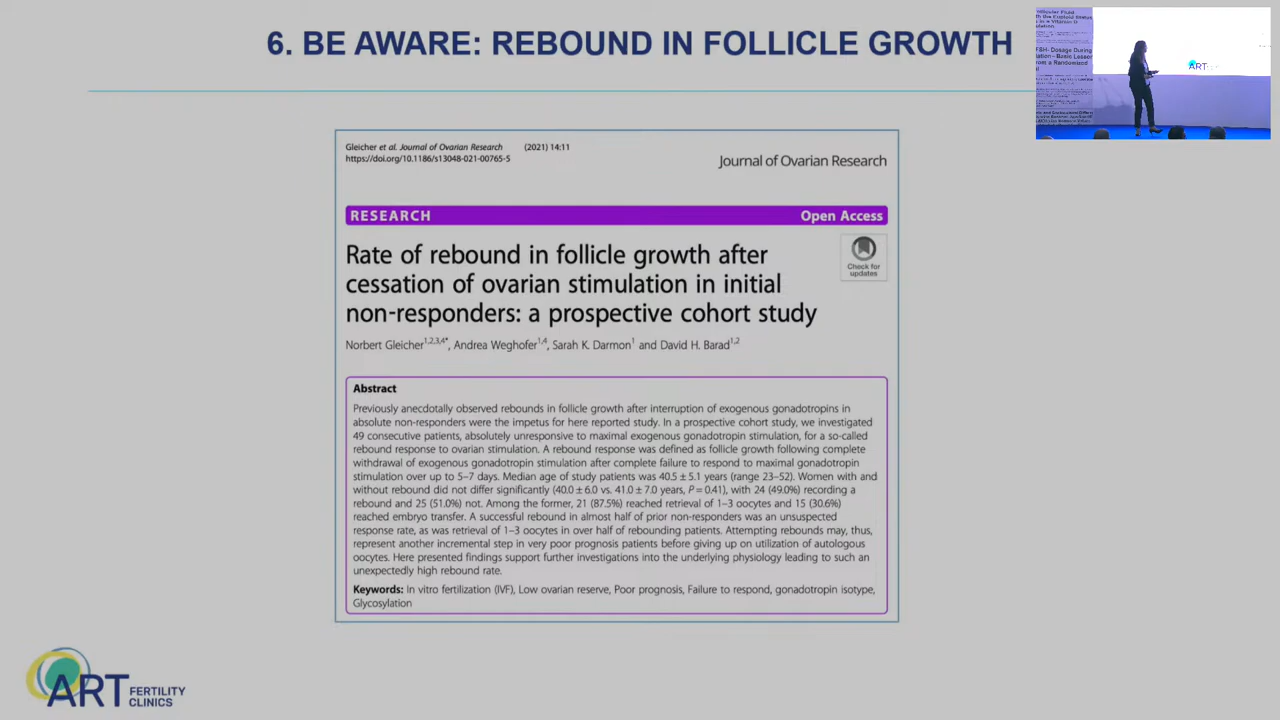 6. BE AWARE: REBOUND IN FOLLICLE GROWTH
Gleicher et al. Journal of Ovarian Research (2021) 14:11
https://doi.org/10.1186/s13048-021-00765-5
Journal of Ovarian Research
RESEARCH Open Access
Rate of rebound in follicle growth after
cessation of ovarian stimulation in initial
non-responders: a prospective cohort study
Check for
updates
Norbert Gleicher1,2,3,4*, Andrea Weghofer1,4, Sarah K. Darmon1 and David H. Barad1,2
Abstract
Previously anecdotally observed rebounds in follicle growth after interruption of exogenous gonadotropins in
absolute non-responders were the impetus for here reported study. In a prospective cohort study, we investigated
49 consecutive patients, absolutely unresponsive to maximal exogenous gonadotropin stimulation, for a so-called
rebound response to ovarian stimulation. A rebound response was defined as follicle growth following complete
withdrawal of exogenous gonadotropin stimulation after complete failure to respond to maximal gonadotropin
stimulation over up to 5–7 days. Median age of study patients was 40.5 ± 5.1 years (range 23–52). Women with and
without rebound did not differ significantly (40.0 ± 6.0 vs. 41.0 ± 7.0 years, P = 0.41), with 24 (49.0%) recording a
rebound and 25 (51.0%) not. Among the former, 21 (87.5%) reached retrieval of 1–3 oocytes and 15 (30.6%)
reached embryo transfer. A successful rebound in almost half of prior non-responders was an unsuspected
response rate, as was retrieval of 1–3 oocytes in over half of rebounding patients. Attempting rebounds may, thus,
represent another incremental step in very poor prognosis patients before giving up on utilization of autologous
oocytes. Here presented findings support further investigations into the underlying physiology leading to such an
unexpectedly high rebound rate.
Keywords: In vitro fertilization (IVF), Low ovarian reserve, Poor prognosis, Failure to respond, gonadotropin isotype,
Glycosylation
ART FERTILITY
CLINICS
ART